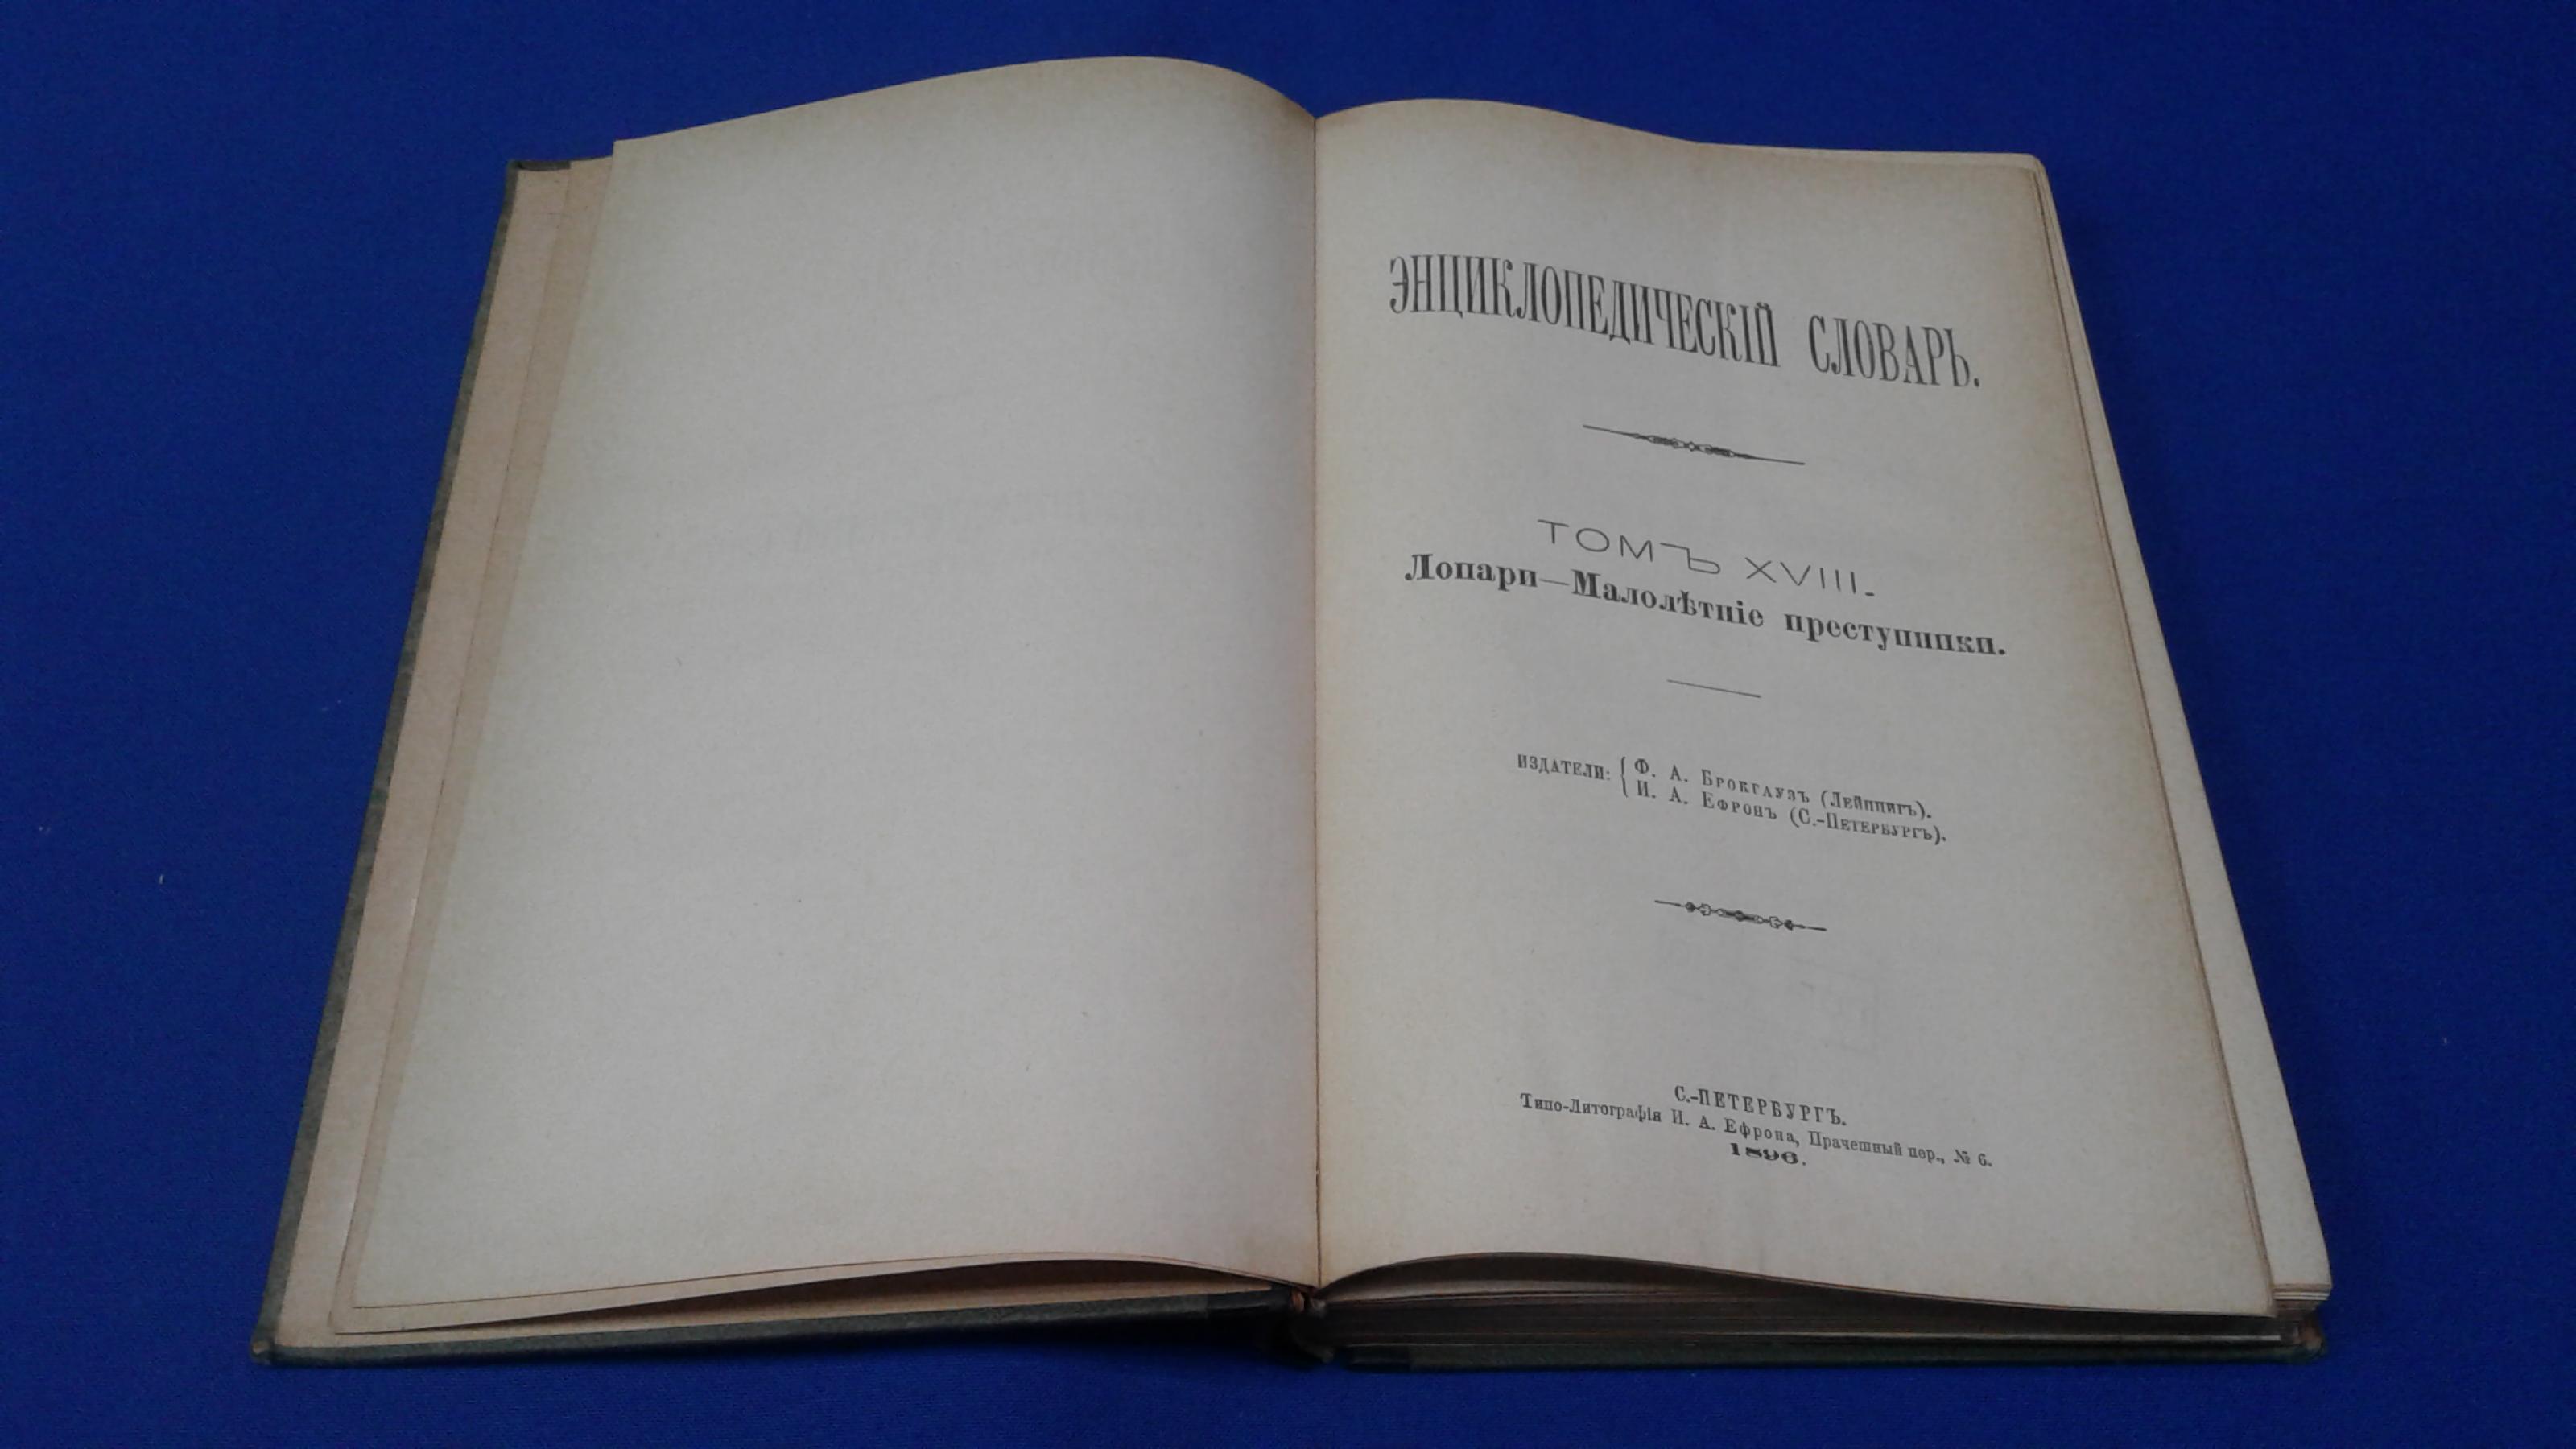 ЭНЦИКЛОПЕДИЧЕСКІЙ СЛОВАРЬ.
ТОМЪ XVIII.
Лопари—Малолѣтніе преступники.
ИЗДАТЕЛИ: { Ф. А. Брокгаузъ (Лейпцигъ).
И. А. Ефронъ (С.-Петербургъ).
С.-ПЕТЕРБУРГЪ.
Типо-Литографія И. А. Ефрона, Прачешный пер., № 6.
1896.